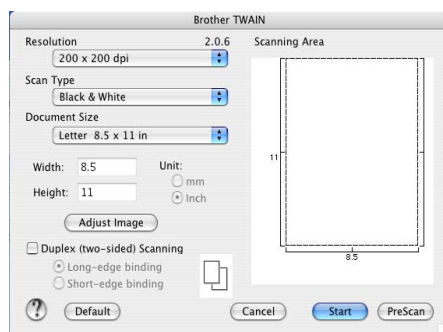 Brother TWAIN
Resolution 2.0.6 Scanning Area
200 x 200 dpi
Scan Type
Black & White
Document Size
Letter 8.5 x 11 in
Width: 8.5 Unit:
mm
Height: 11
Inch
Adjust Image
11
8.5
Duplex (two-sided) Scanning
Long-edge binding
Short-edge binding
? Default Cancel Start PreScan